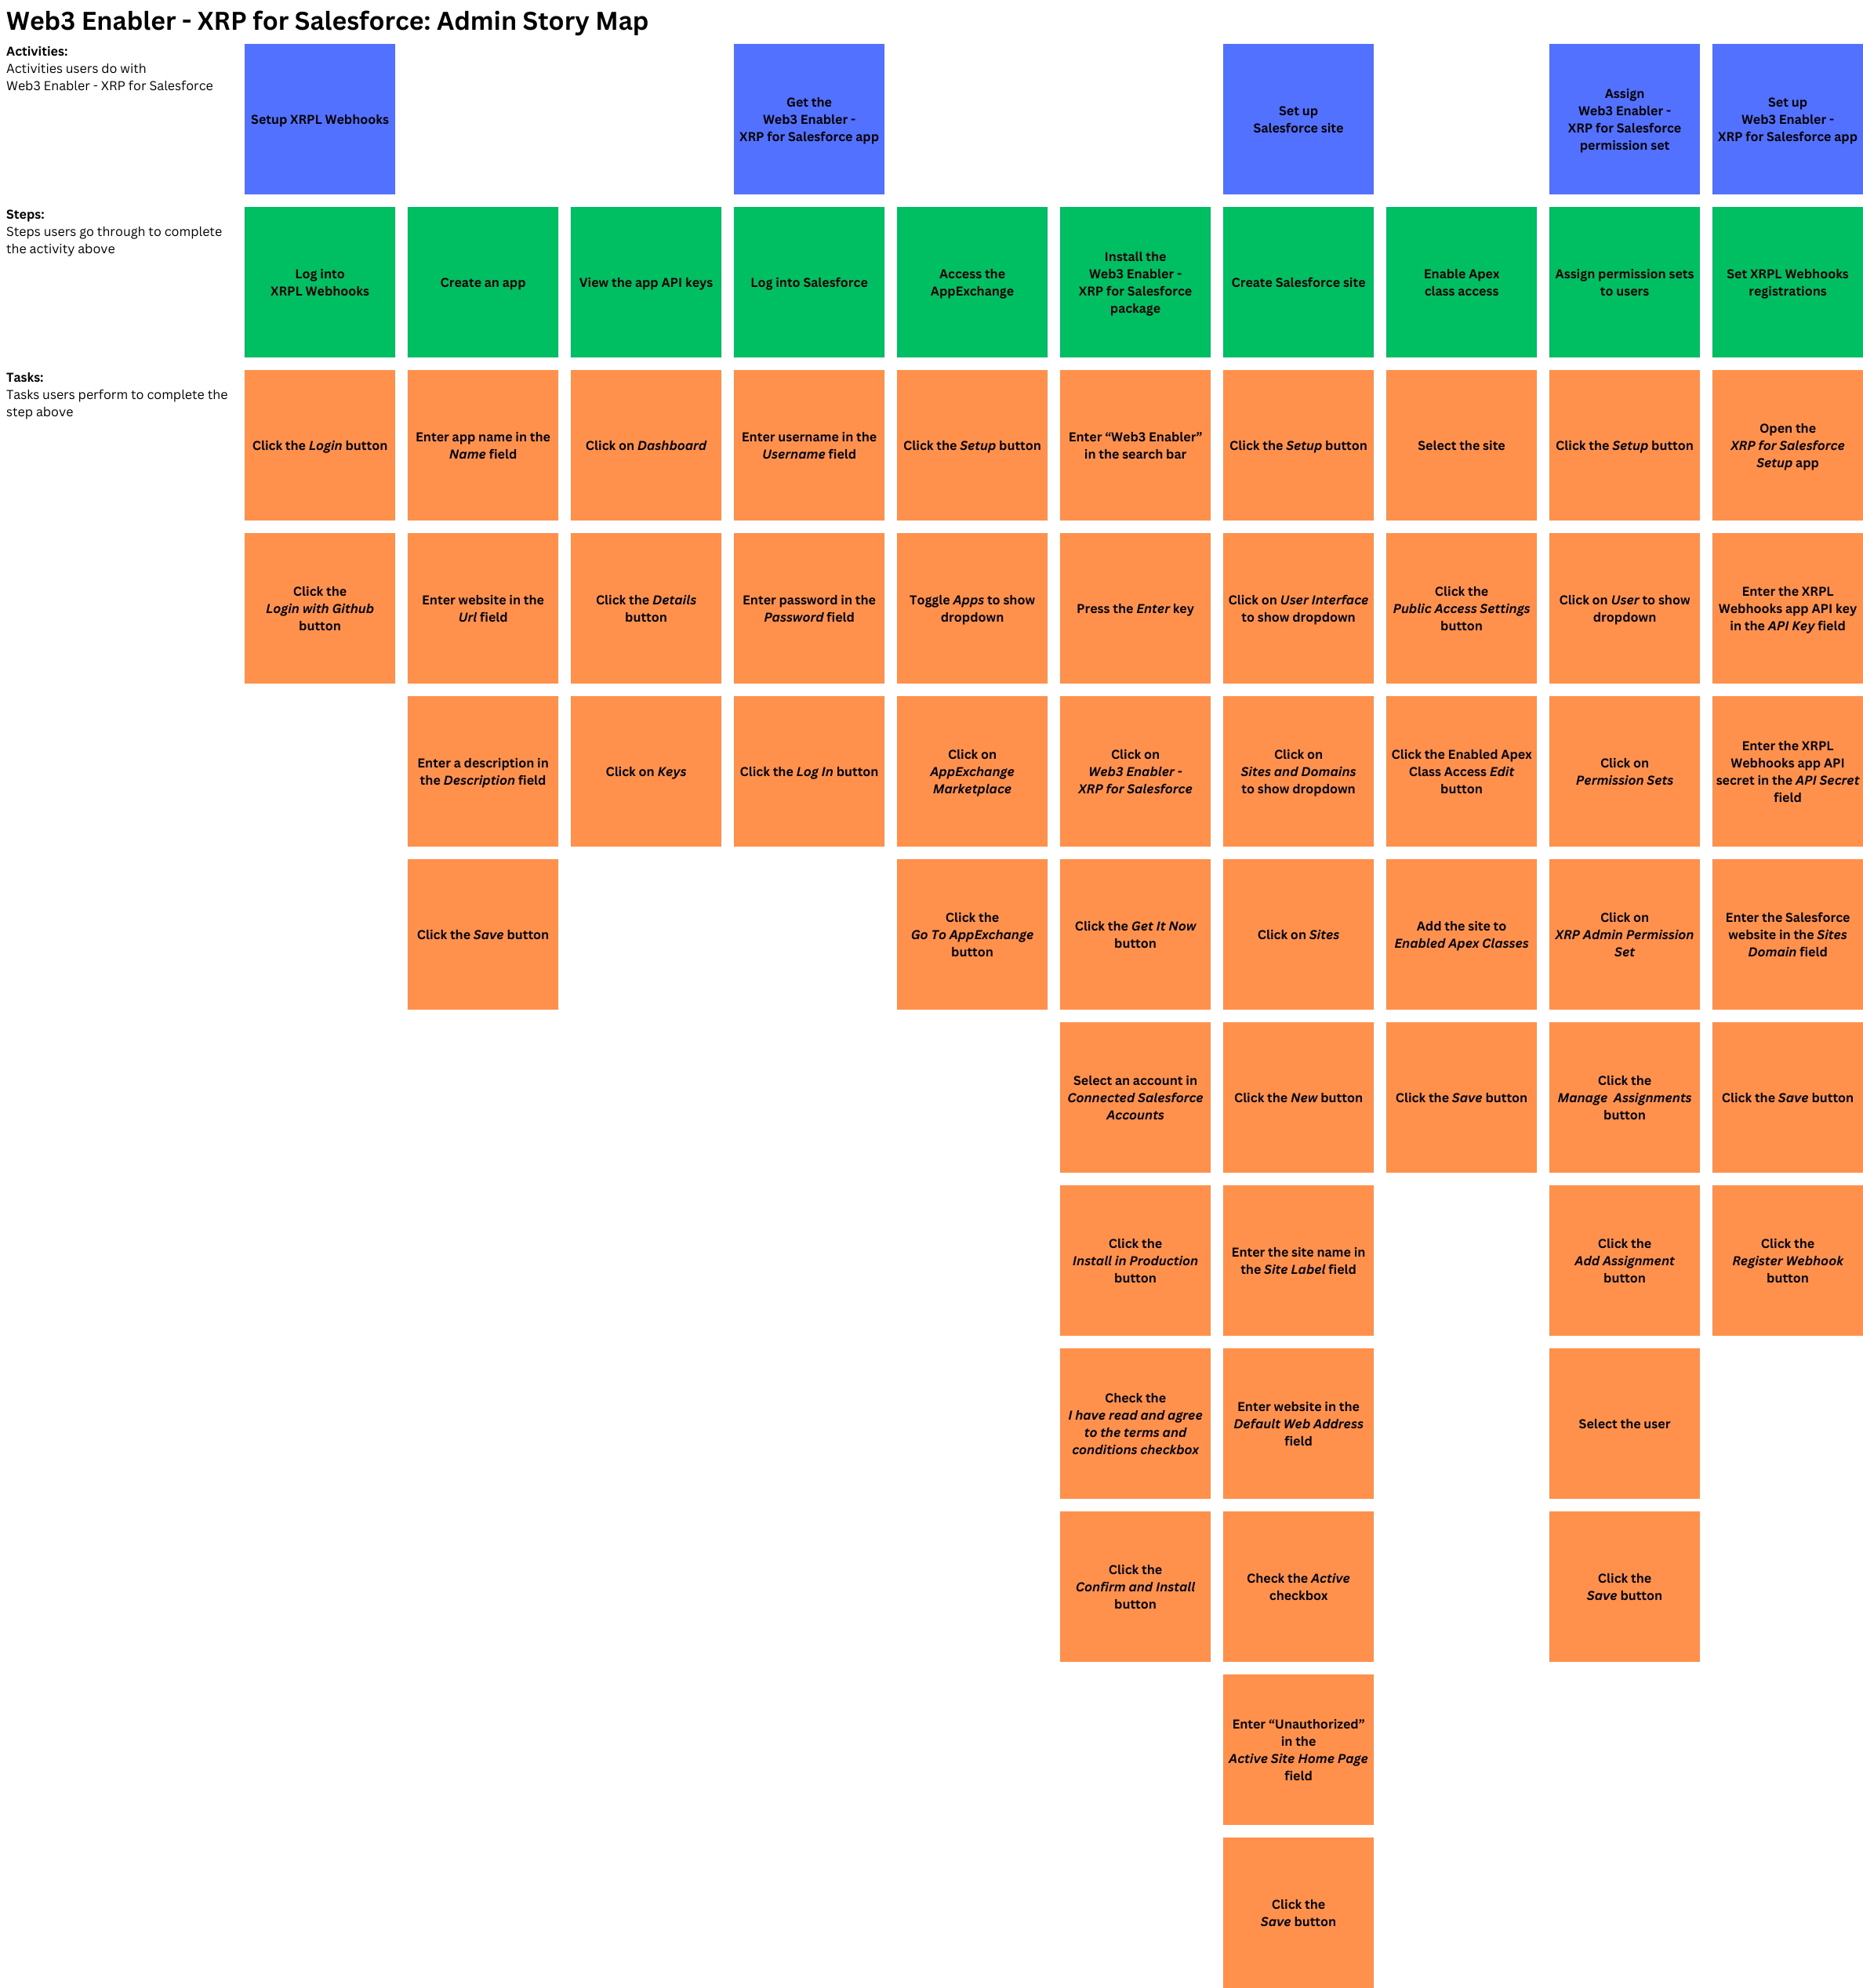 Web3 Enabler - XRP for Salesforce: Admin Story Map
Activities:
Activities users do with
Web3 Enabler - XRP for Salesforce
Setup XRPL Webhooks
Get the
Web3 Enabler -
XRP for Salesforce app
Set up
Salesforce site
Assign
Web3 Enabler -
XRP for Salesforce
permission set
Set up
Web3 Enabler -
XRP for Salesforce app
Steps:
Steps users go through to complete
the activity above
Log into
XRPL Webhooks
Create an app
View the app API keys
Log into Salesforce
Access the
AppExchange
Install the
Web3 Enabler -
XRP for Salesforce
package
Create Salesforce site
Enable Apex
class access
Assign permission sets
to users
Set XRPL Webhooks
registrations
Tasks:
Tasks users perform to complete the
step above
Click the Login button
Enter app name in the
Name field
Click on Dashboard
Enter username in the
Username field
Click the Setup button
Enter “Web3 Enabler”
in the search bar
Click the Setup button
Select the site
Click the Setup button
Open the
XRP for Salesforce
Setup app
Click the
Login with Github
button
Enter website in the
Url field
Click the Details
button
Enter password in the
Password field
Toggle Apps to show
dropdown
Press the Enter key
Click on User Interface
to show dropdown
Click the
Public Access Settings
button
Click on User to show
dropdown
Enter the XRPL
Webhooks app API key
in the API Key field
Enter a description in
the Description field
Click on Keys
Click the Log In button
Click on
AppExchange
Marketplace
Click on
Web3 Enabler -
XRP for Salesforce
Click on
Sites and Domains
to show dropdown
Click the Enabled Apex
Class Access Edit
button
Click on
Permission Sets
Enter the XRPL
Webhooks app API
secret in the API Secret
field
Click the Save button
Click the
Go To AppExchange
button
Click the Get It Now
button
Click on Sites
Add the site to
Enabled Apex Classes
Click on
XRP Admin Permission
Set
Enter the Salesforce
website in the Sites
Domain field
Select an account in
Connected Salesforce
Accounts
Click the New button
Click the Save button
Click the
Manage Assignments
button
Click the Save button
Click the
Install in Production
button
Enter the site name in
the Site Label field
Click the
Add Assignment
button
Click the
Register Webhook
button
Check the
I have read and agree
to the terms and
conditions checkbox
Enter website in the
Default Web Address
field
Select the user
Click the
Confirm and Install
button
Check the Active
checkbox
Click the
Save button
Enter “Unauthorized”
in the
Active Site Home Page
field
Click the
Save button